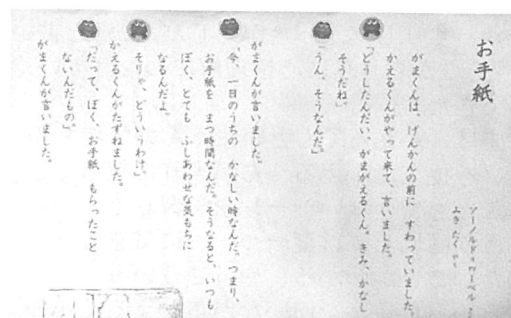 お手紙
アーノルド=ローベル
みき たくや
がまくんは、げんかんの前に すわっていました。
かえるくんがやって来て、言いました。
「どうしたんだい、がまがえるくん。きみ、かなし
そうだね。」
「うん、そうなんだ。」
がまくんが言いました。
「今、一日のうちの かなしい時なんだ。つまり、
お手紙を まつ時間なんだ。そうなると、いつも
ぼく、とても ふしあわせな気もちに
なるんだよ。」
「そりゃ、どういうわけ。」
かえるくんがたずねました。
「だって、ぼく、お手紙 もらったこと
ないんだもの。」
がまくんが言いました。